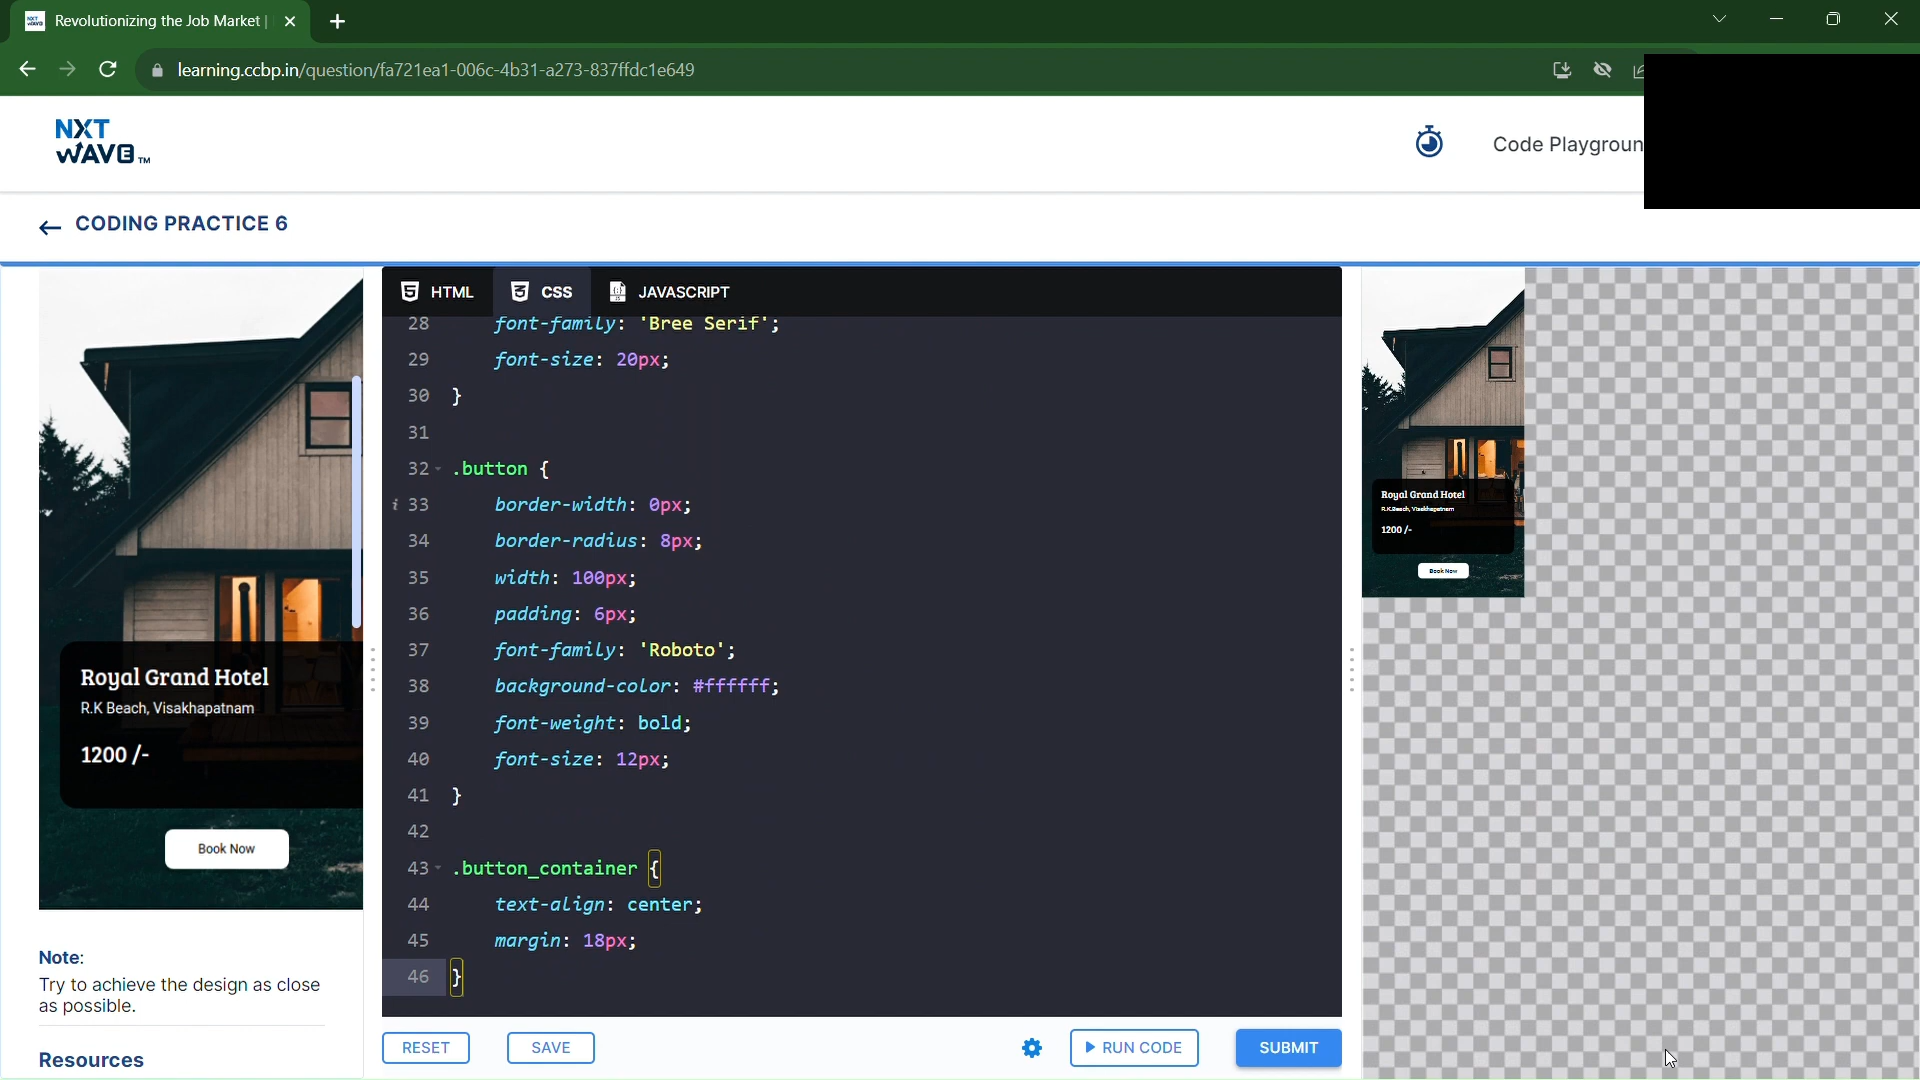 Revolutionizing the Job Market |
learning.ccbp.in/question/fa721ea1-006c-4b31-a273-837ffdc1e649
NXT
WAVE TM
Code Playgroun
CODING PRACTICE 6
Royal Grand Hotel
R.K Beach, Visakhapatnam
1200 /-
Book Now
Note:
Try to achieve the design as close
as possible.
Resources
HTML CSS JAVASCRIPT
28 font-family: 'Bree Serif';
29 font-size: 20px;
30 }
31
32 .button {
i 33 border-width: 0px;
34 border-radius: 8px;
35 width: 100px;
36 padding: 6px;
37 font-family: 'Roboto';
38 background-color: #ffffff;
39 font-weight: bold;
40 font-size: 12px;
41 }
42
43 .button_container {
44 text-align: center;
45 margin: 18px;
46 }
RESET SAVE RUN CODE SUBMIT
Royal Grand Hotel
R.K.Beach, Visakhapatnam
1200 /-
Book Now